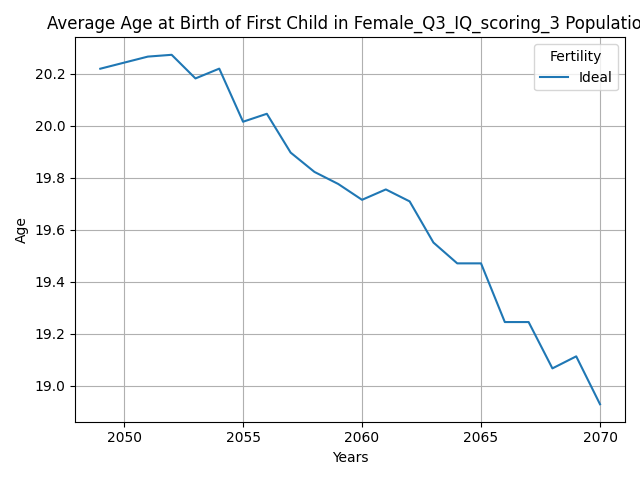 Average Age at Birth of First Child in Female_Q3_IQ_scoring_3 Populatio
Fertility
Ideal
20.2
20.0
19.8
19.6
19.4
19.2
19.0
Age
2050 2055 2060 2065 2070
Years